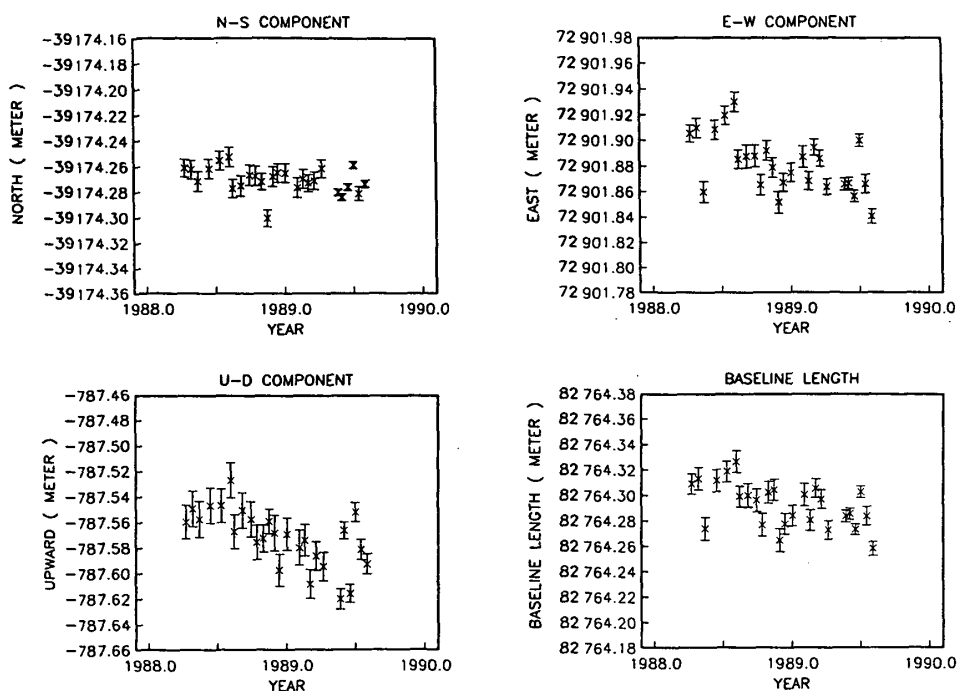 N-S COMPONENT
-39174.16
-39174.18
-39174.20
-39174.22
-39174.24
-39174.26
-39174.28
-39174.30
-39174.32
-39174.34
-39174.36
NORTH ( METER )
1988.0 1989.0 1990.0
YEAR
E-W COMPONENT
72 901.98
72 901.96
72 901.94
72 901.92
72 901.90
72 901.88
72 901.86
72 901.84
72 901.82
72 901.80
72 901.78
EAST ( METER )
1988.0 1989.0 1990.0
YEAR
U-D COMPONENT
-787.46
-787.48
-787.50
-787.52
-787.54
-787.56
-787.58
-787.60
-787.62
-787.64
-787.66
UPWARD ( METER )
1988.0 1989.0 1990.0
YEAR
BASELINE LENGTH
82 764.38
82 764.36
82 764.34
82 764.32
82 764.30
82 764.28
82 764.26
82 764.24
82 764.22
82 764.20
82 764.18
BASELINE LENGTH ( METER )
1988.0 1989.0 1990.0
YEAR